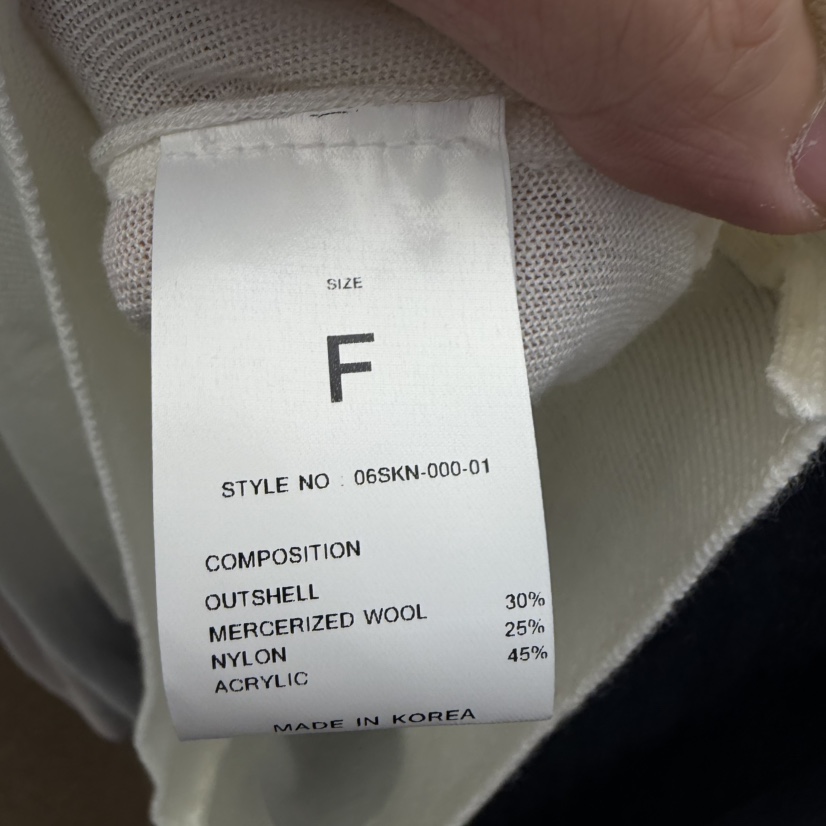 SIZE
F
STYLE NO : 06SKN-000-01
COMPOSITION
OUTSHELL
MERCERIZED WOOL 30%
NYLON 25%
ACRYLIC 45%
MADE IN KOREA